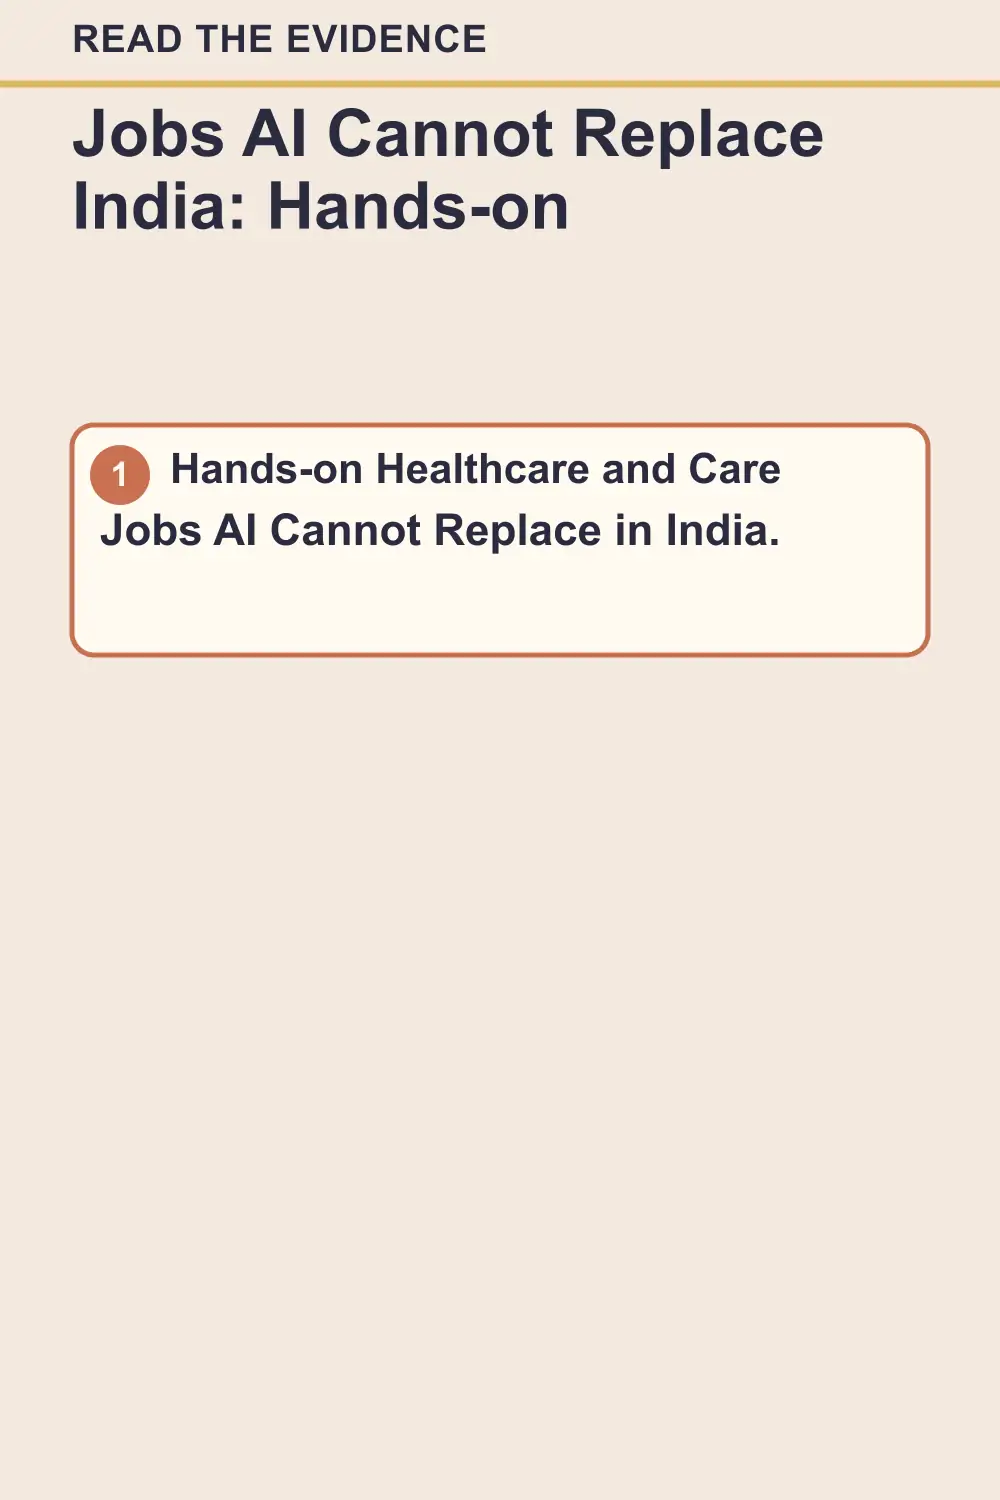 READ THE EVIDENCE
Jobs AI Cannot Replace
India: Hands-on
1 Hands-on Healthcare and Care
Jobs AI Cannot Replace in India.